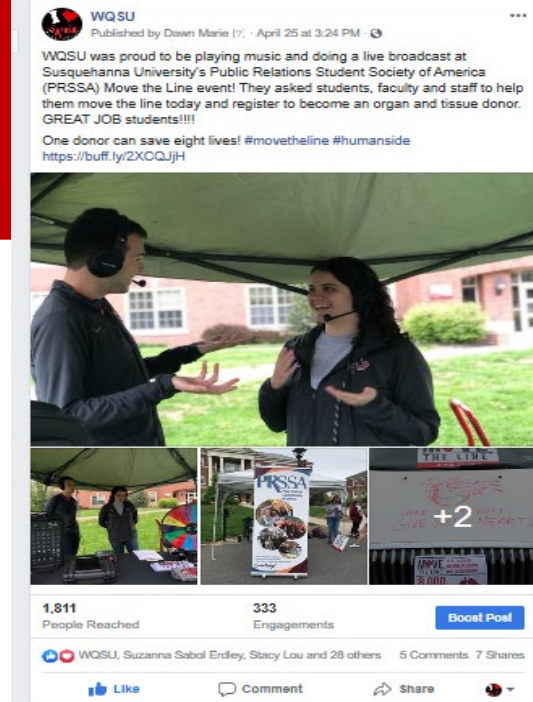 WQSU
Published by Dawn Marie [?] · April 25 at 3:24 PM ·
WQSU was proud to be playing music and doing a live broadcast at
Susquehanna University's Public Relations Student Society of America
(PRSSA) Move the Line event! They asked students, faculty and staff to help
them move the line today and register to become an organ and tissue donor.
GREAT JOB students!!!!
One donor can save eight lives! #movetheline #humanside
https://buff.ly/2XCQJjH
PRSSA
MOVE
THE LINE
+2
GIVE HEART
MOVE
8,000
1,811
People Reached
333
Engagements
Boost Post
WQSU, Suzanna Sabol Erdley, Stacy Lou and 28 others 5 Comments 7 Shares
Like Comment Share